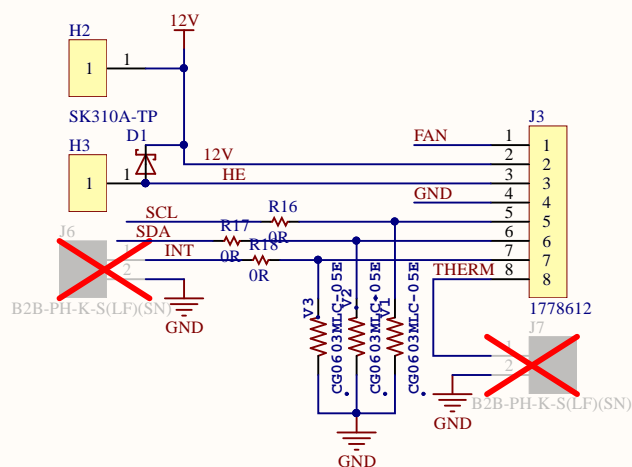 H2
12V
1
1
SK310A-TP
D1
H3
1
1
12V
HE
J3
FAN
1
1
2
2
3
3
GND
4
4
SCL
R16
0R
5
5
SDA
R17
0R
6
6
J6
INT
R18
0R
7
7
THERM
8
8
1
2
B2B-PH-K-S(LF)(SN)
GND
1778612
V3
CG0603MLC-05E
V2
CG0603MLC-05E
V1
CG0603MLC-05E
J7
1
2
B2B-PH-K-S(LF)(SN)
GND
GND